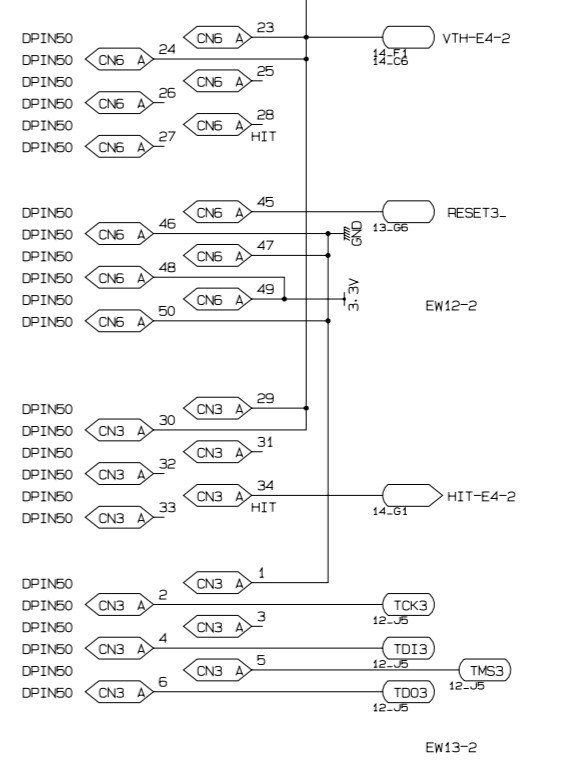 DPIN50 CN6 A 23 VTH-E4-2
14_F1
DPIN50 CN6 A 24 14_C6
DPIN50 CN6 A 25
DPIN50 CN6 A 26
DPIN50 CN6 A 28
HIT
DPIN50 CN6 A 27
DPIN50 CN6 A 45 RESET3_
13_G6
DPIN50 CN6 A 46 GND
DPIN50 CN6 A 47
DPIN50 CN6 A 48
DPIN50 CN6 A 49 3.3V
EW12-2
DPIN50 CN6 A 50
DPIN50 CN3 A 29
DPIN50 CN3 A 30
DPIN50 CN3 A 31
DPIN50 CN3 A 32
DPIN50 CN3 A 34 HIT-E4-2
HIT 14_G1
DPIN50 CN3 A 33
DPIN50 CN3 A 1
DPIN50 CN3 A 2 TCK3
12_J5
DPIN50 CN3 A 3
DPIN50 CN3 A 4 TDI3
12_J5
DPIN50 CN3 A 5 TMS3
12_J5
DPIN50 CN3 A 6 TDO3
12_J5
EW13-2